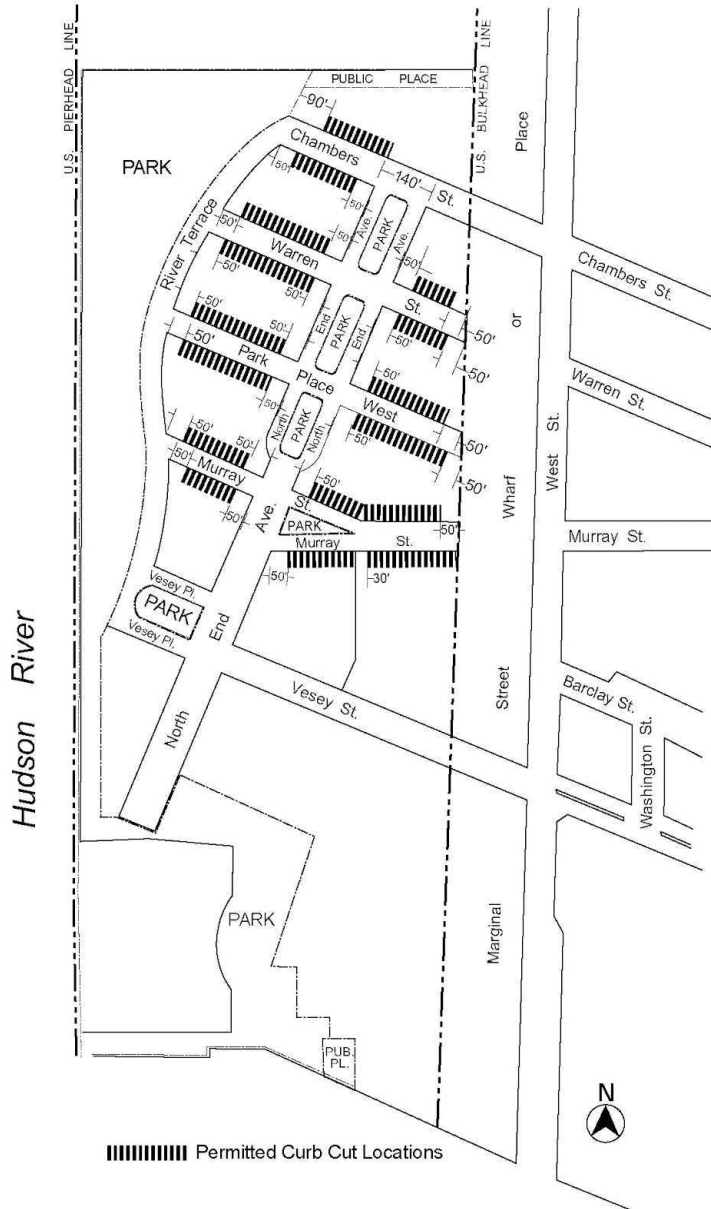 U.S. PIERHEAD LINE
U.S. BULKHEAD LINE
PUBLIC PLACE
90'
Chambers St.
140'
PARK
50'
50'
Ave.
PARK
Ave.
50'
Place
Chambers St.
River Terrace
50'
50'
Warren St.
50'
50'
50'
50'
or
End
PARK
End
50'
50'
50'
Warren St.
50'
Park Place West
50'
North
PARK
North
50'
50'
50'
West St.
50'
50'
Murray St.
50'
50'
50'
Wharf
Ave.
PARK
50'
Murray St.
Murray St.
50'
30'
Vesey Pl.
PARK
Vesey Pl.
End
Hudson River
Vesey St.
Street
Barclay St.
Washington St.
North
PARK
Marginal
PUB.
PL.
N
Permitted Curb Cut Locations